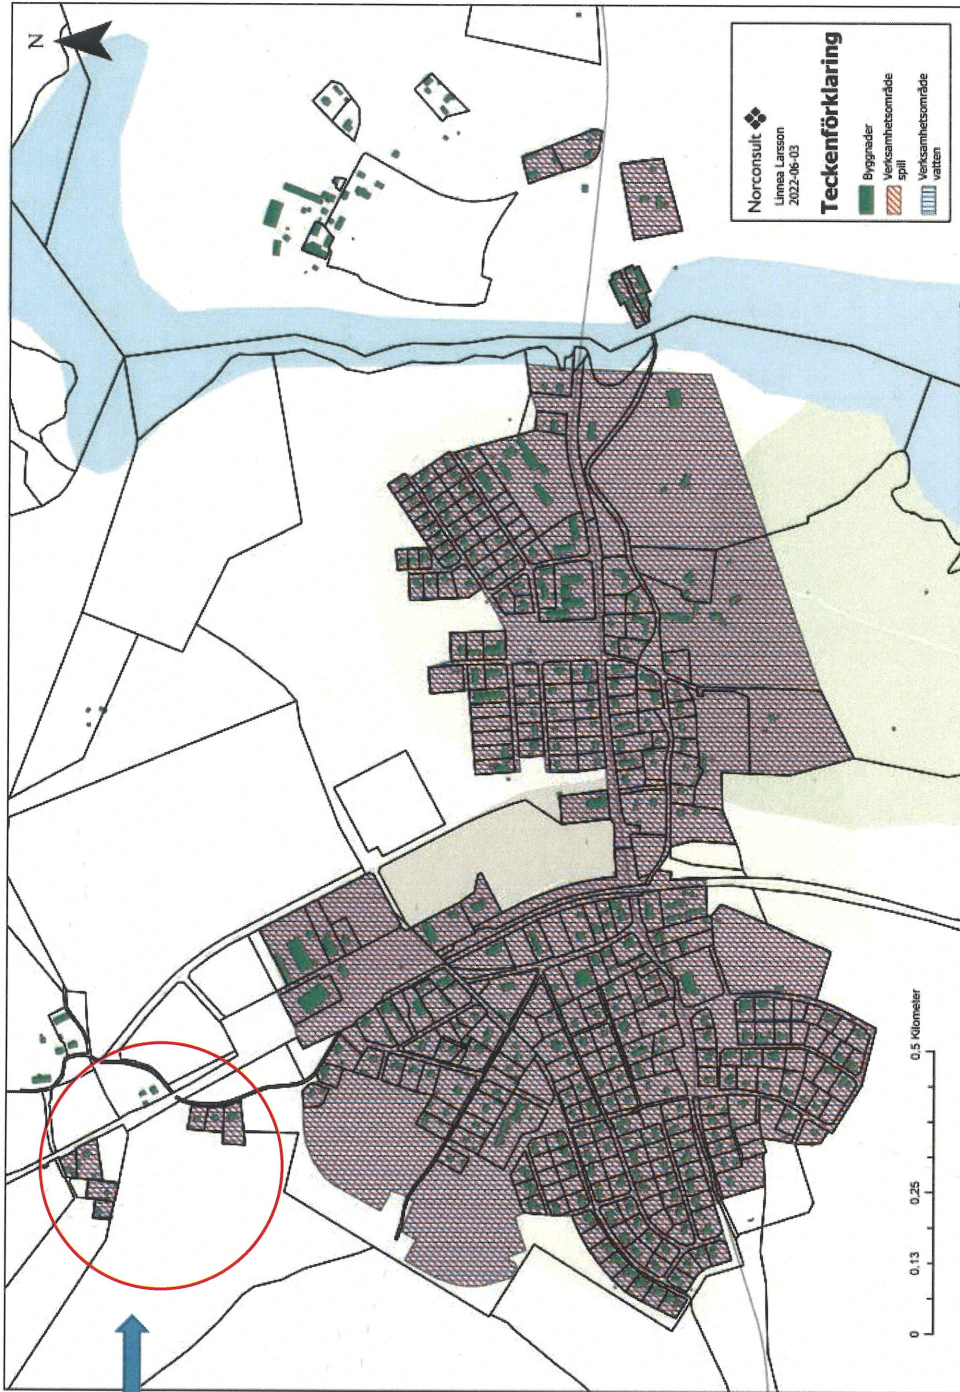 N
Norconsult
Linnea Larsson
2022-06-03
Teckenförklaring
Byggnader
Verksamhetsområde
spill
Verksamhetsområde
vatten
0 0,13 0,25 0,5 Kilometer